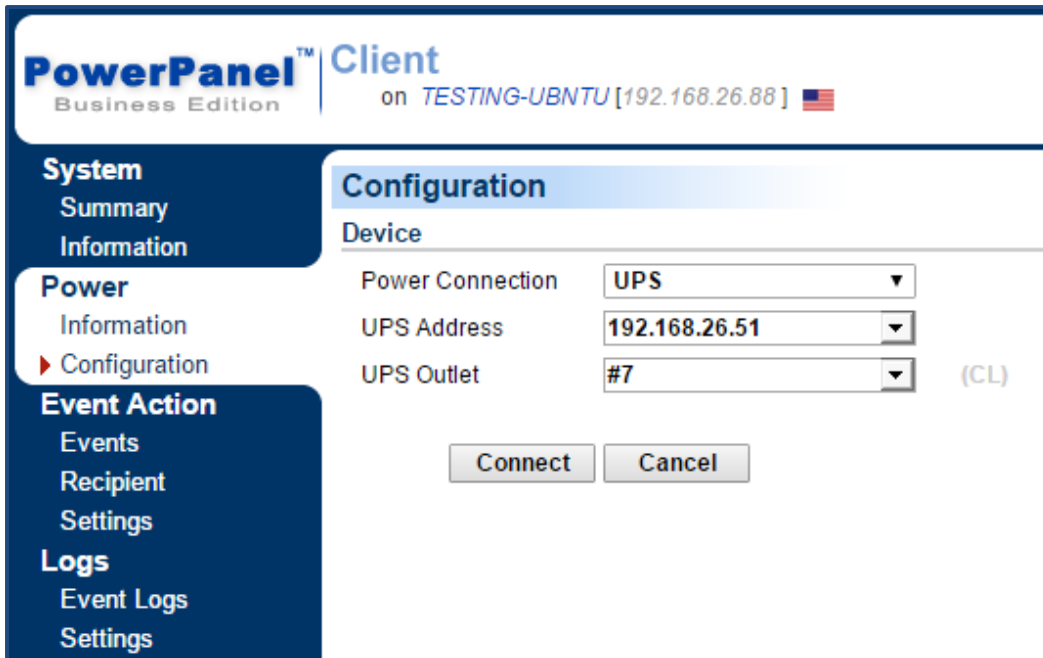 PowerPanel™
Business Edition
Client
on TESTING-UBNTU [192.168.26.88]
System
Summary
Information
Power
Information
Configuration
Event Action
Events
Recipient
Settings
Logs
Event Logs
Settings
Configuration
Device
Power Connection UPS
UPS Address 192.168.26.51
UPS Outlet #7 (CL)
Connect Cancel